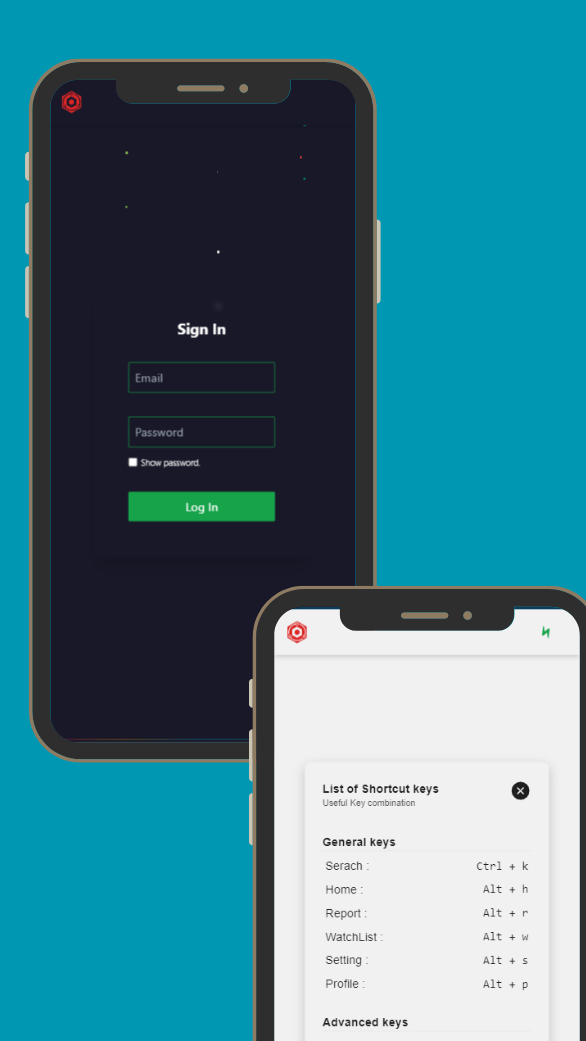 Sign In
Email
Password
Show password.
Log In
List of Shortcut keys
Useful Key combination
General keys
Serach : Ctrl + k
Home : Alt + h
Report : Alt + r
WatchList : Alt + w
Setting : Alt + s
Profile : Alt + p
Advanced keys